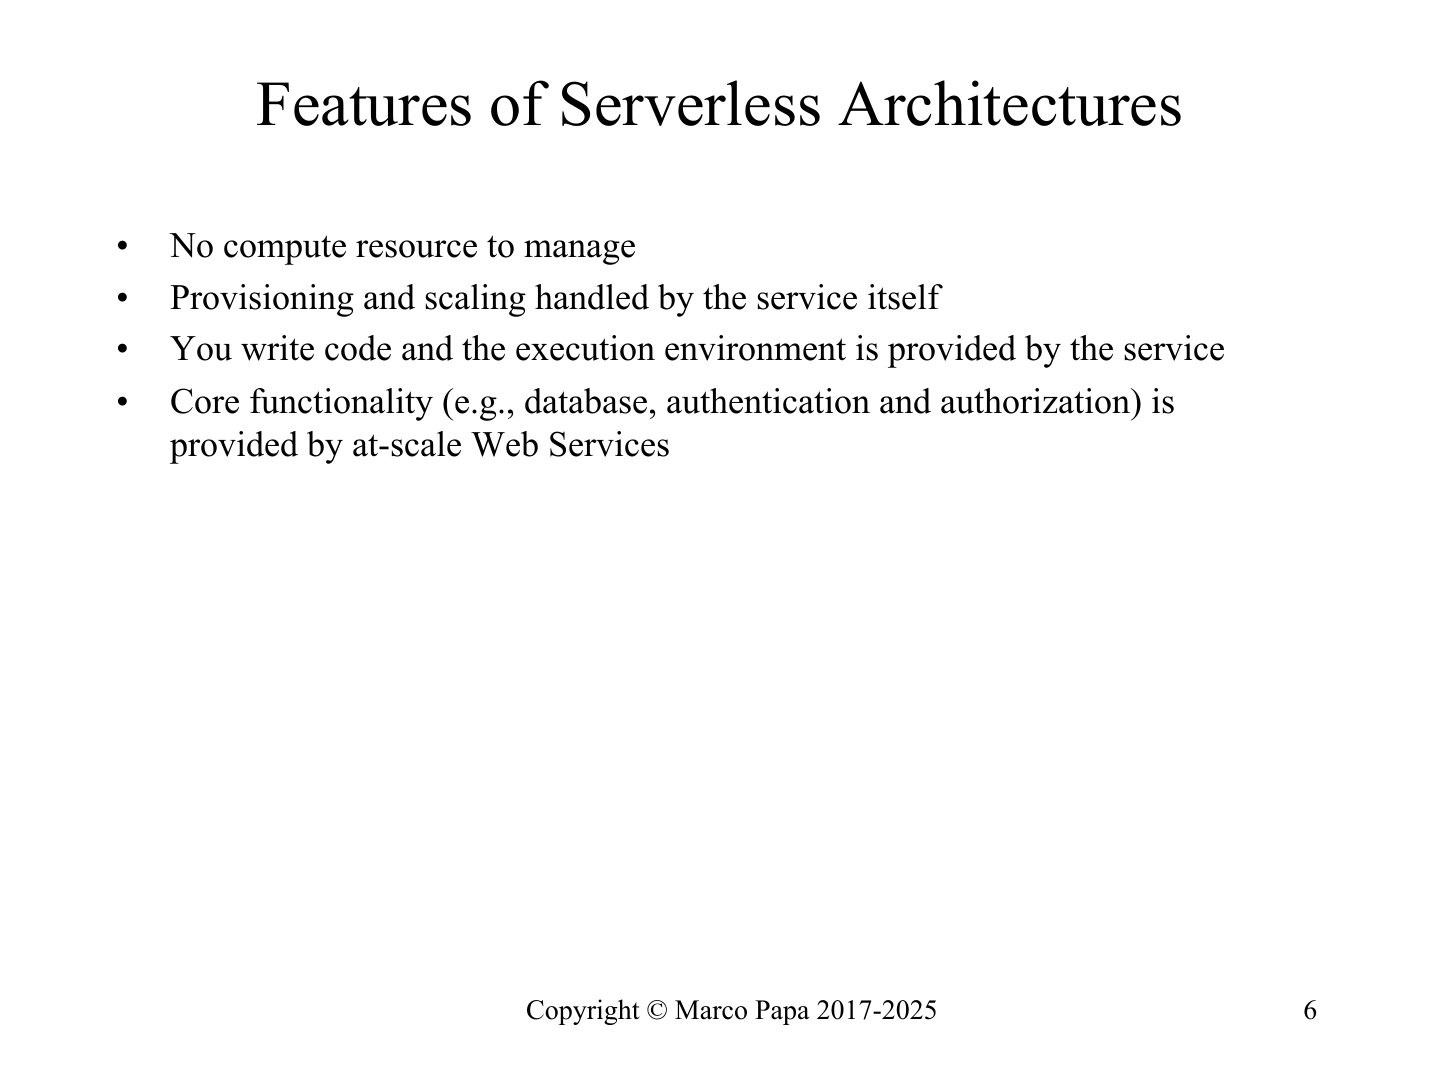 Features of Serverless Architectures
• No compute resource to manage
• Provisioning and scaling handled by the service itself
• You write code and the execution environment is provided by the service
• Core functionality (e.g., database, authentication and authorization) is
provided by at-scale Web Services
Copyright © Marco Papa 2017-2025
6